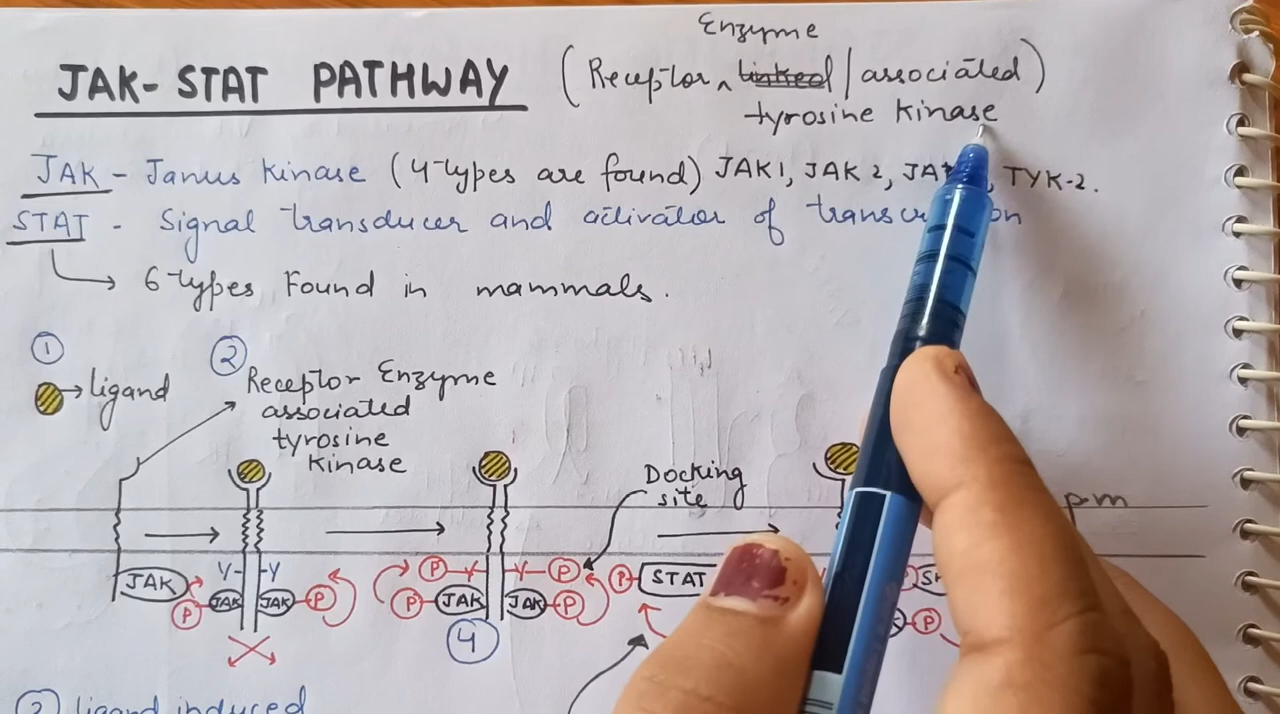 Enzyme
JAK-STAT PATHWAY (Receptor ^ linked / associated)
tyrosine kinase
JAK - Janus kinase (4-types are found) JAK1, JAK 2, TYK-2.
STAT - Signal transducer and activator of
6-types Found in mammals.
①
ligand
②
Receptor Enzyme
associated
tyrosine
kinase
Docking
site
pm
JAK
Y Y
P JAK JAK P
P Y Y P
P JAK JAK P
4
P STAT
P
ligand induced